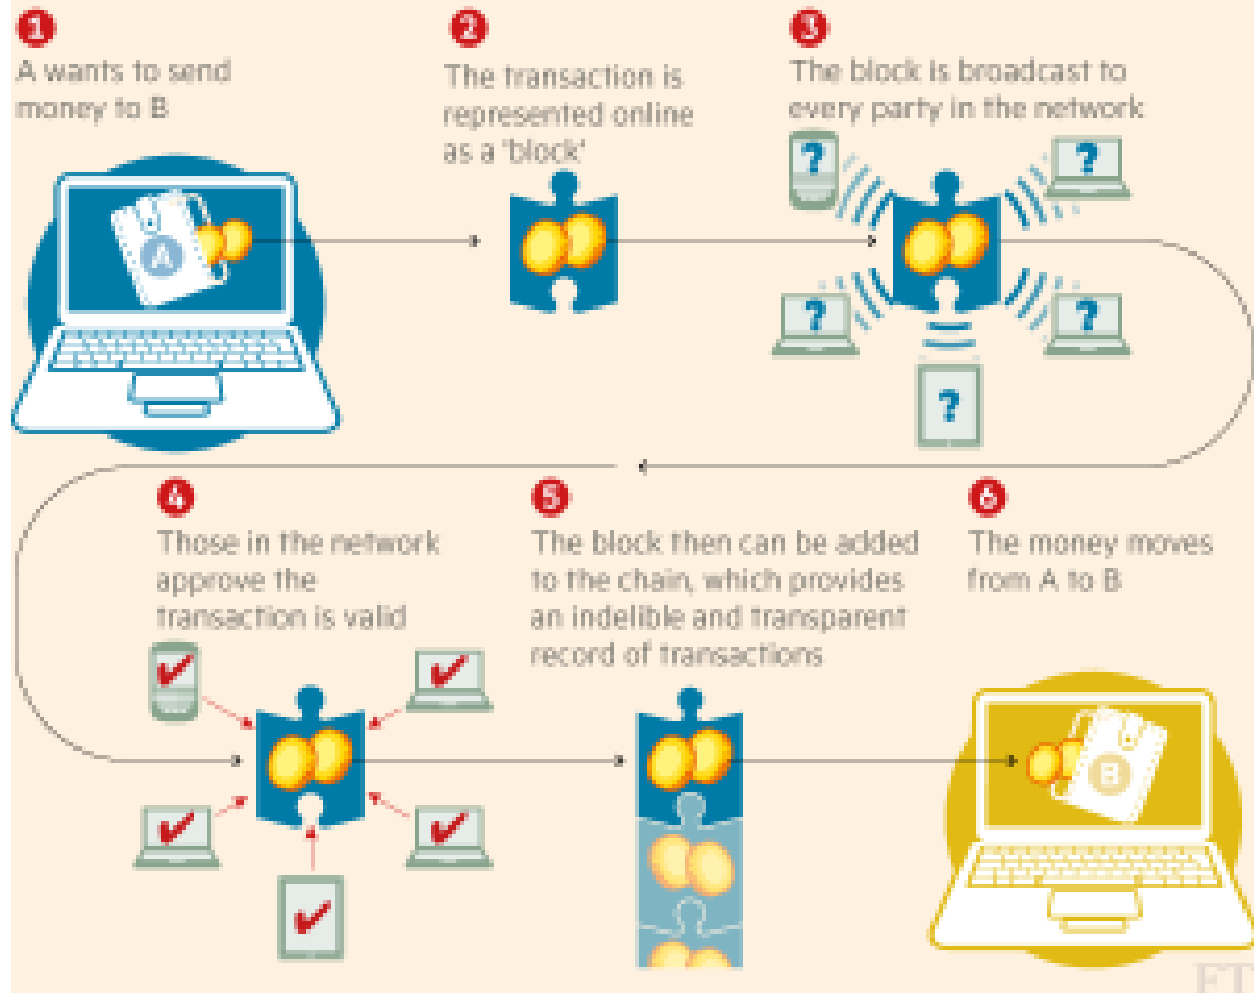 1
A wants to send
money to B
2
The transaction is
represented online
as a 'block'
3
The block is broadcast to
every party in the network
?
?
?
?
?
A
4
Those in the network
approve the
transaction is valid
5
The block then can be added
to the chain, which provides
an indelible and transparent
record of transactions
6
The money moves
from A to B
B
FT